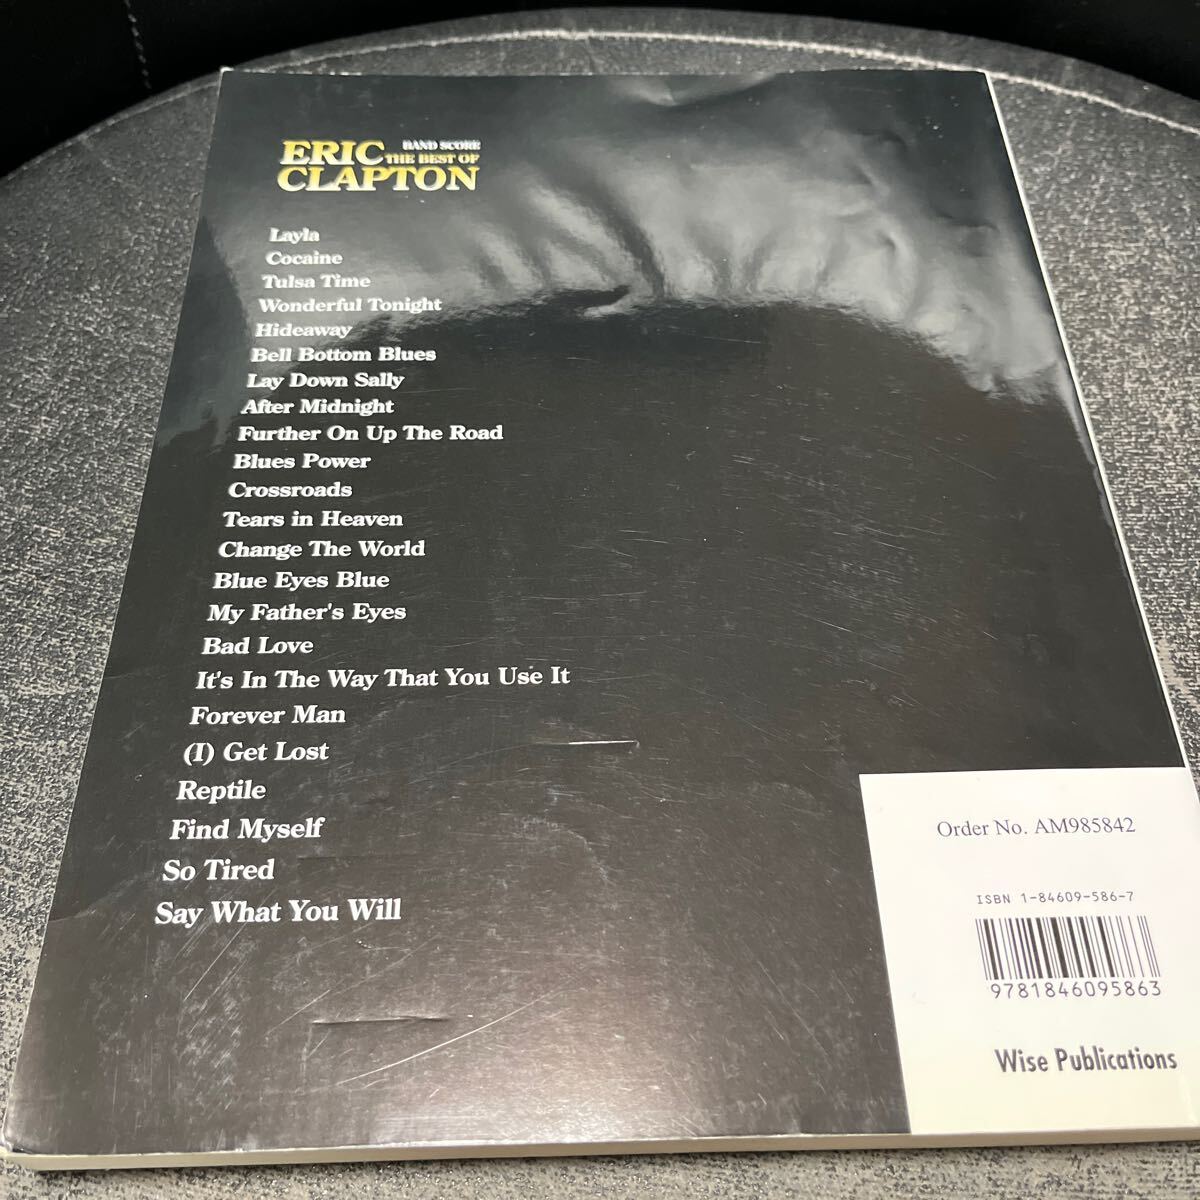 BAND SCORE
ERIC THE BEST OF
CLAPTON
Layla
Cocaine
Tulsa Time
Wonderful Tonight
Hideaway
Bell Bottom Blues
Lay Down Sally
After Midnight
Further On Up The Road
Blues Power
Crossroads
Tears in Heaven
Change The World
Blue Eyes Blue
My Father's Eyes
Bad Love
It's In The Way That You Use It
Forever Man
(I) Get Lost
Reptile
Find Myself
So Tired
Say What You Will
Order No. AM985842
ISBN 1-84609-586-7
9781846095863
Wise Publications